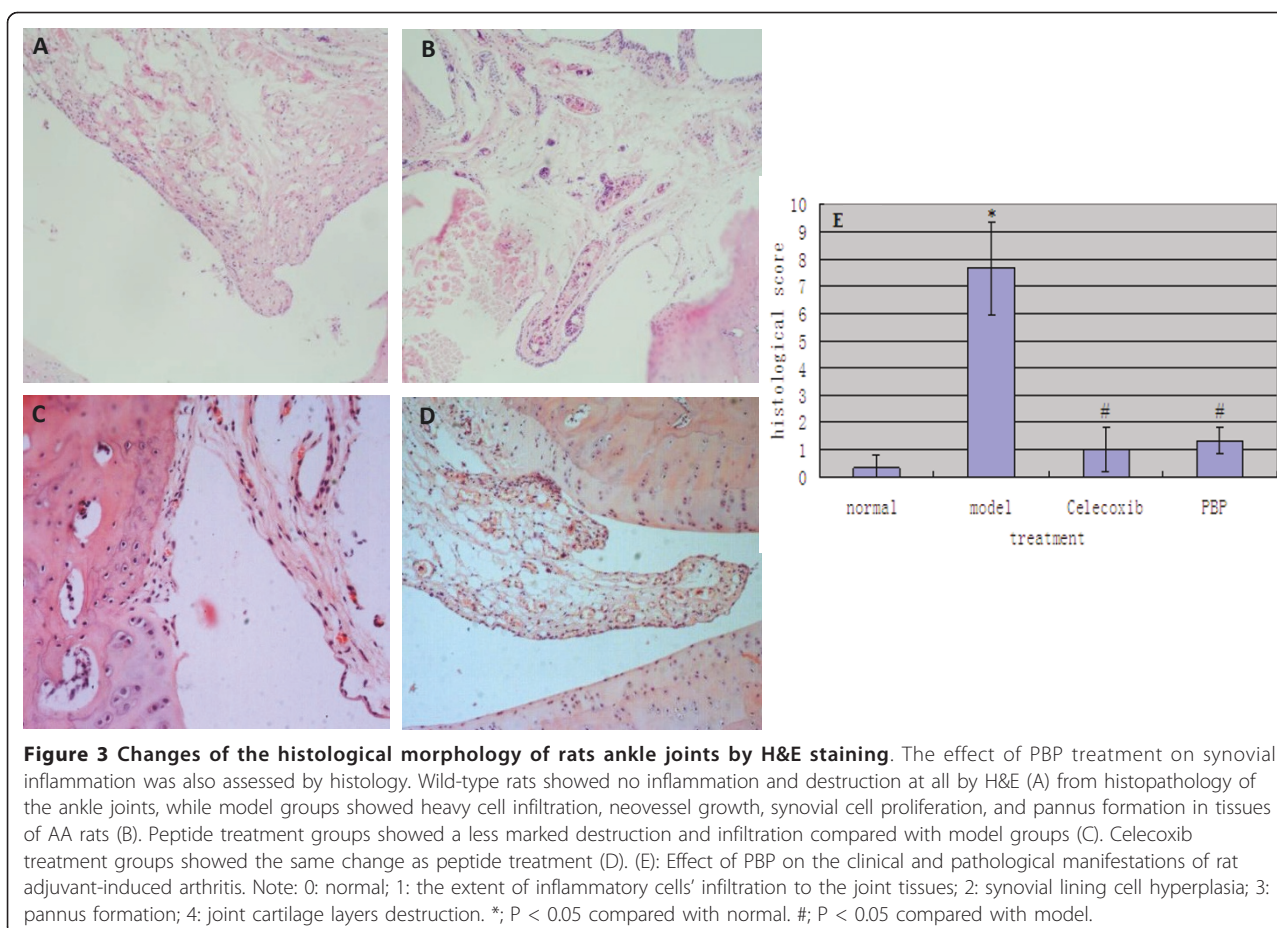 A
B
C
D
E
10
9
8
7
6
5
4
3
2
1
0
histological score
*
#
#
normal model Celecoxib PBP
treatment
Figure 3 Changes of the histological morphology of rats ankle joints by H&E staining. The effect of PBP treatment on synovial
inflammation was also assessed by histology. Wild-type rats showed no inflammation and destruction at all by H&E (A) from histopathology of
the ankle joints, while model groups showed heavy cell infiltration, neovessel growth, synovial cell proliferation, and pannus formation in tissues
of AA rats (B). Peptide treatment groups showed a less marked destruction and infiltration compared with model groups (C). Celecoxib
treatment groups showed the same change as peptide treatment (D). (E): Effect of PBP on the clinical and pathological manifestations of rat
adjuvant-induced arthritis. Note: 0: normal; 1: the extent of inflammatory cells' infiltration to the joint tissues; 2: synovial lining cell hyperplasia; 3:
pannus formation; 4: joint cartilage layers destruction. *; P < 0.05 compared with normal. #; P < 0.05 compared with model.